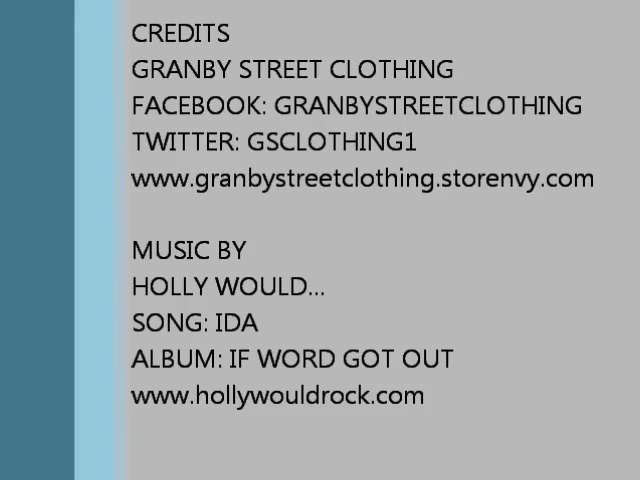 CREDITS
GRANBY STREET CLOTHING
FACEBOOK: GRANBYSTREETCLOTHING
TWITTER: GSCLOTHING1
www.granbystreetclothing.storenvy.com
MUSIC BY
HOLLY WOULD...
SONG: IDA
ALBUM: IF WORD GOT OUT
www.hollywouldrock.com